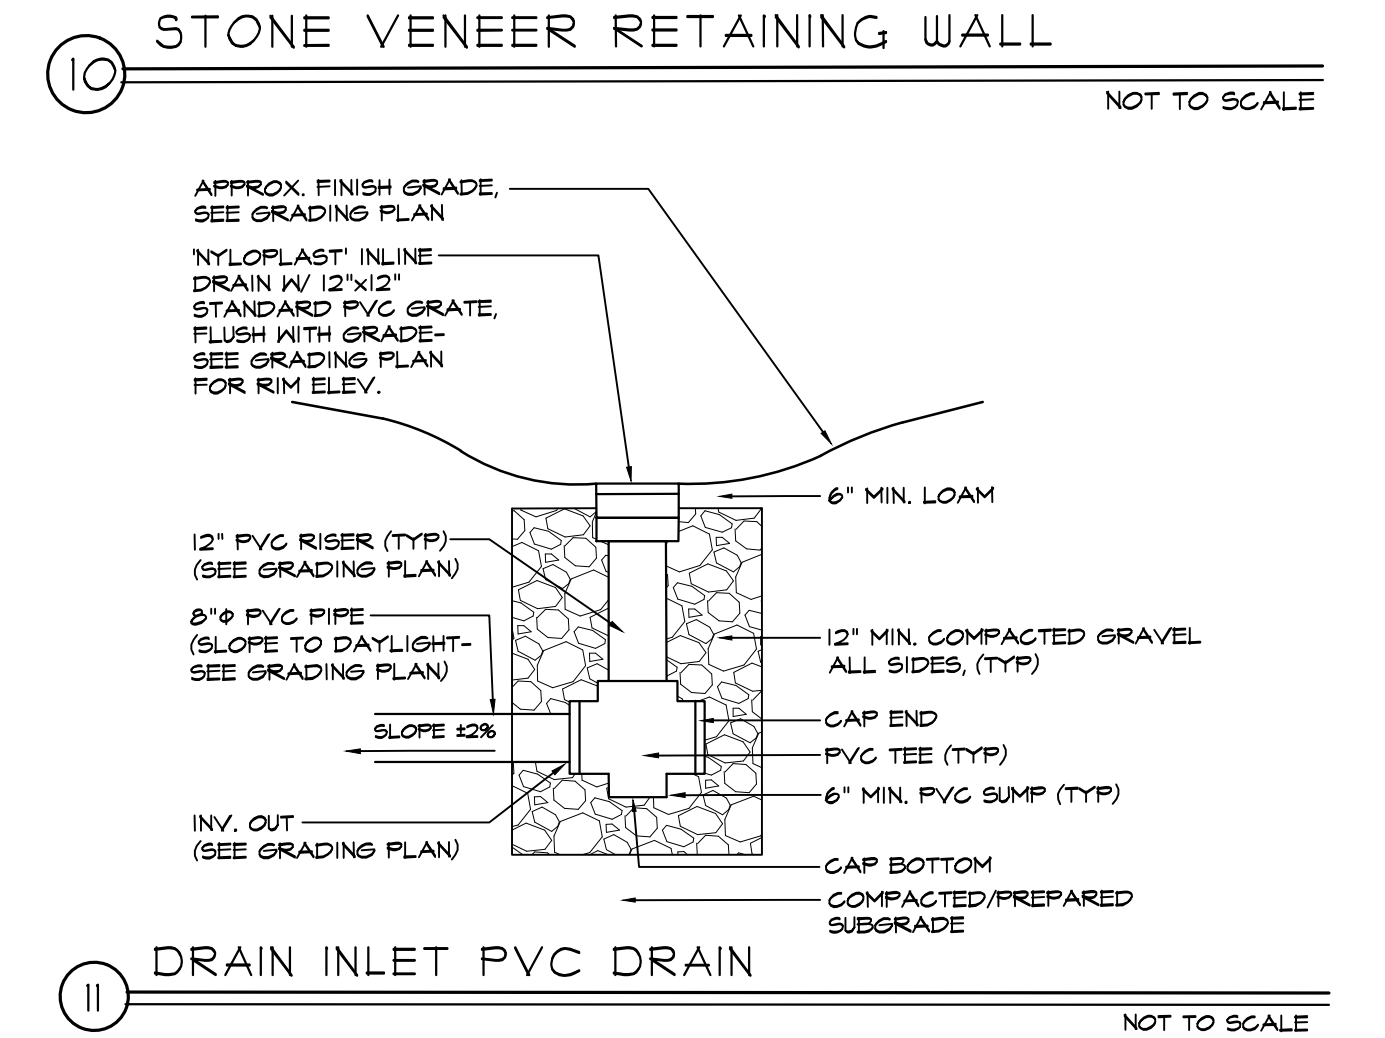 STONE VENEER RETAINING WALL
10
NOT TO SCALE
APPROX. FINISH GRADE,
SEE GRADING PLAN
'NYLOPLAST' INLINE
DRAIN W/ 12"x12"
STANDARD PVC GRATE,
FLUSH WITH GRADE-
SEE GRADING PLAN
FOR RIM ELEV.
6" MIN. LOAM
12" PVC RISER (TYP)
(SEE GRADING PLAN)
8"Φ PVC PIPE
(SLOPE TO DAYLIGHT-
SEE GRADING PLAN)
12" MIN. COMPACTED GRAVEL
ALL SIDES, (TYP)
SLOPE ±2%
CAP END
PVC TEE (TYP)
6" MIN. PVC SUMP (TYP)
INV. OUT
(SEE GRADING PLAN)
CAP BOTTOM
COMPACTED/PREPARED
SUBGRADE
DRAIN INLET PVC DRAIN
11
NOT TO SCALE